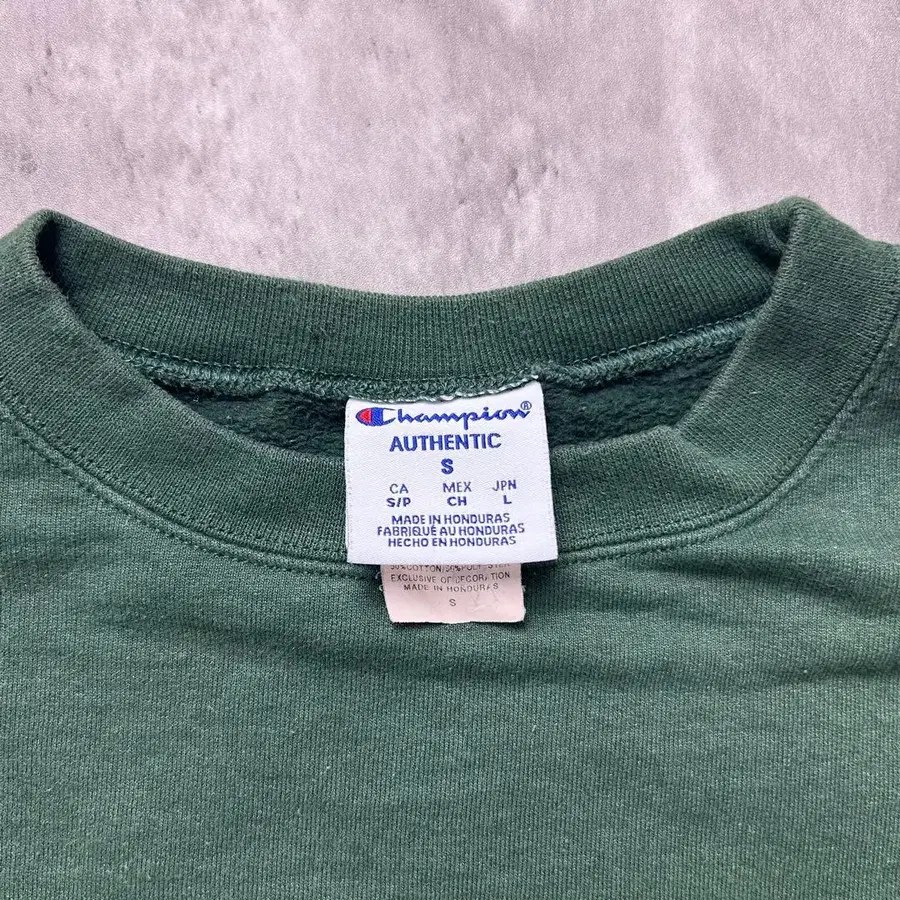 Champion®
AUTHENTIC
S
CA MEX JPN
S/P CH L
MADE IN HONDURAS
FABRIQUÉ AU HONDURAS
HECHO EN HONDURAS
EXCLUSIVE OF DECORATION
MADE IN HONDURAS
S